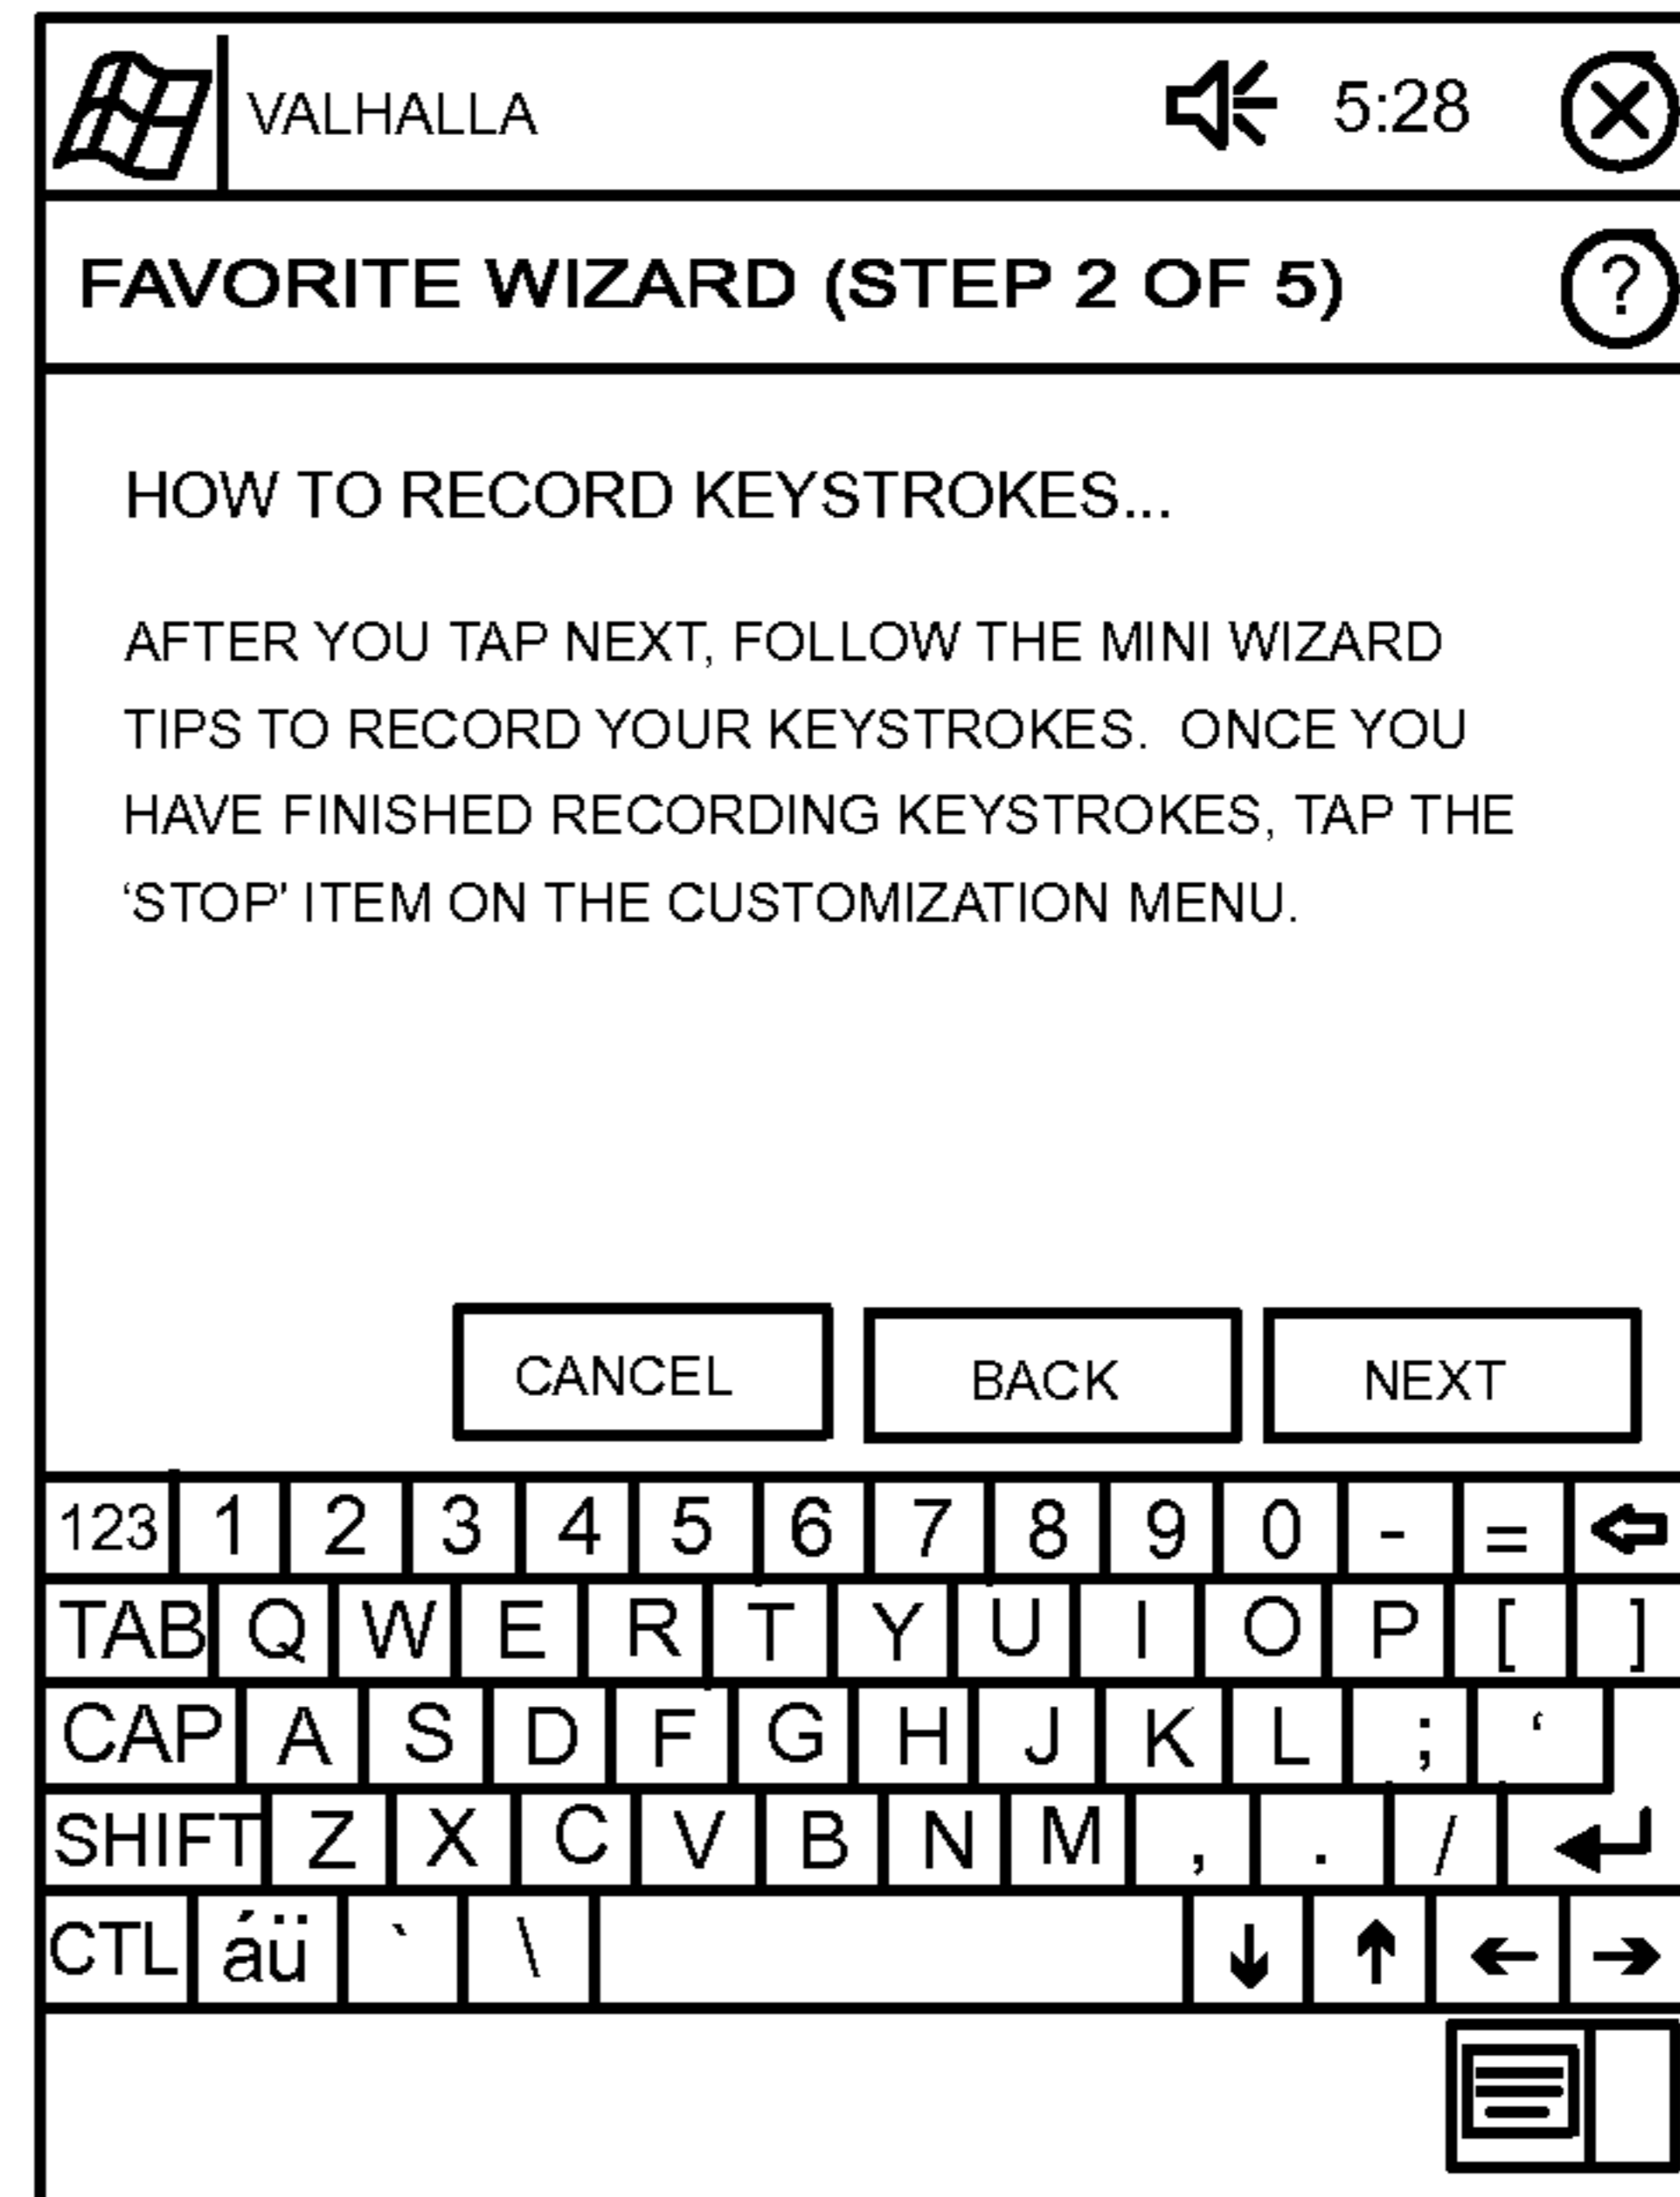 VALHALLA 5:28
FAVORITE WIZARD (STEP 2 OF 5) ?
HOW TO RECORD KEYSTROKES...
AFTER YOU TAP NEXT, FOLLOW THE MINI WIZARD
TIPS TO RECORD YOUR KEYSTROKES.  ONCE YOU
HAVE FINISHED RECORDING KEYSTROKES, TAP THE
‘STOP' ITEM ON THE CUSTOMIZATION MENU.
CANCEL BACK NEXT
123 1 2 3 4 5 6 7 8 9 0 - =
TAB Q W E R T Y U I O P [ ]
CAP A S D F G H J K L ; ‘
SHIFT Z X C V B N M , . /
CTL áü ` \ ↓ ↑ ← →